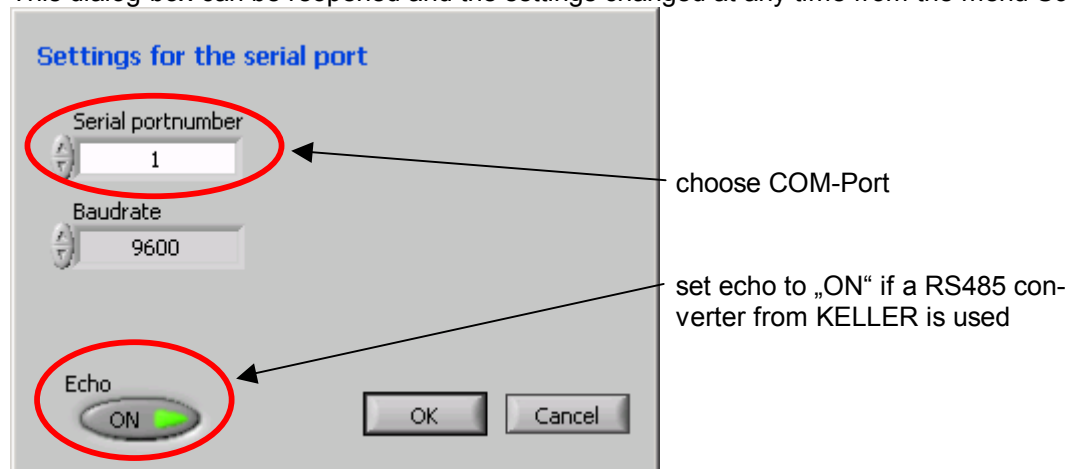 This dialog box can be reopened and the settings changed at any time from the menu
Settings for the serial port
Serial portnumber
1
choose COM-Port
Baudrate
9600
set echo to „ON“ if a RS485 con-
verter from KELLER is used
Echo
ON
OK
Cancel